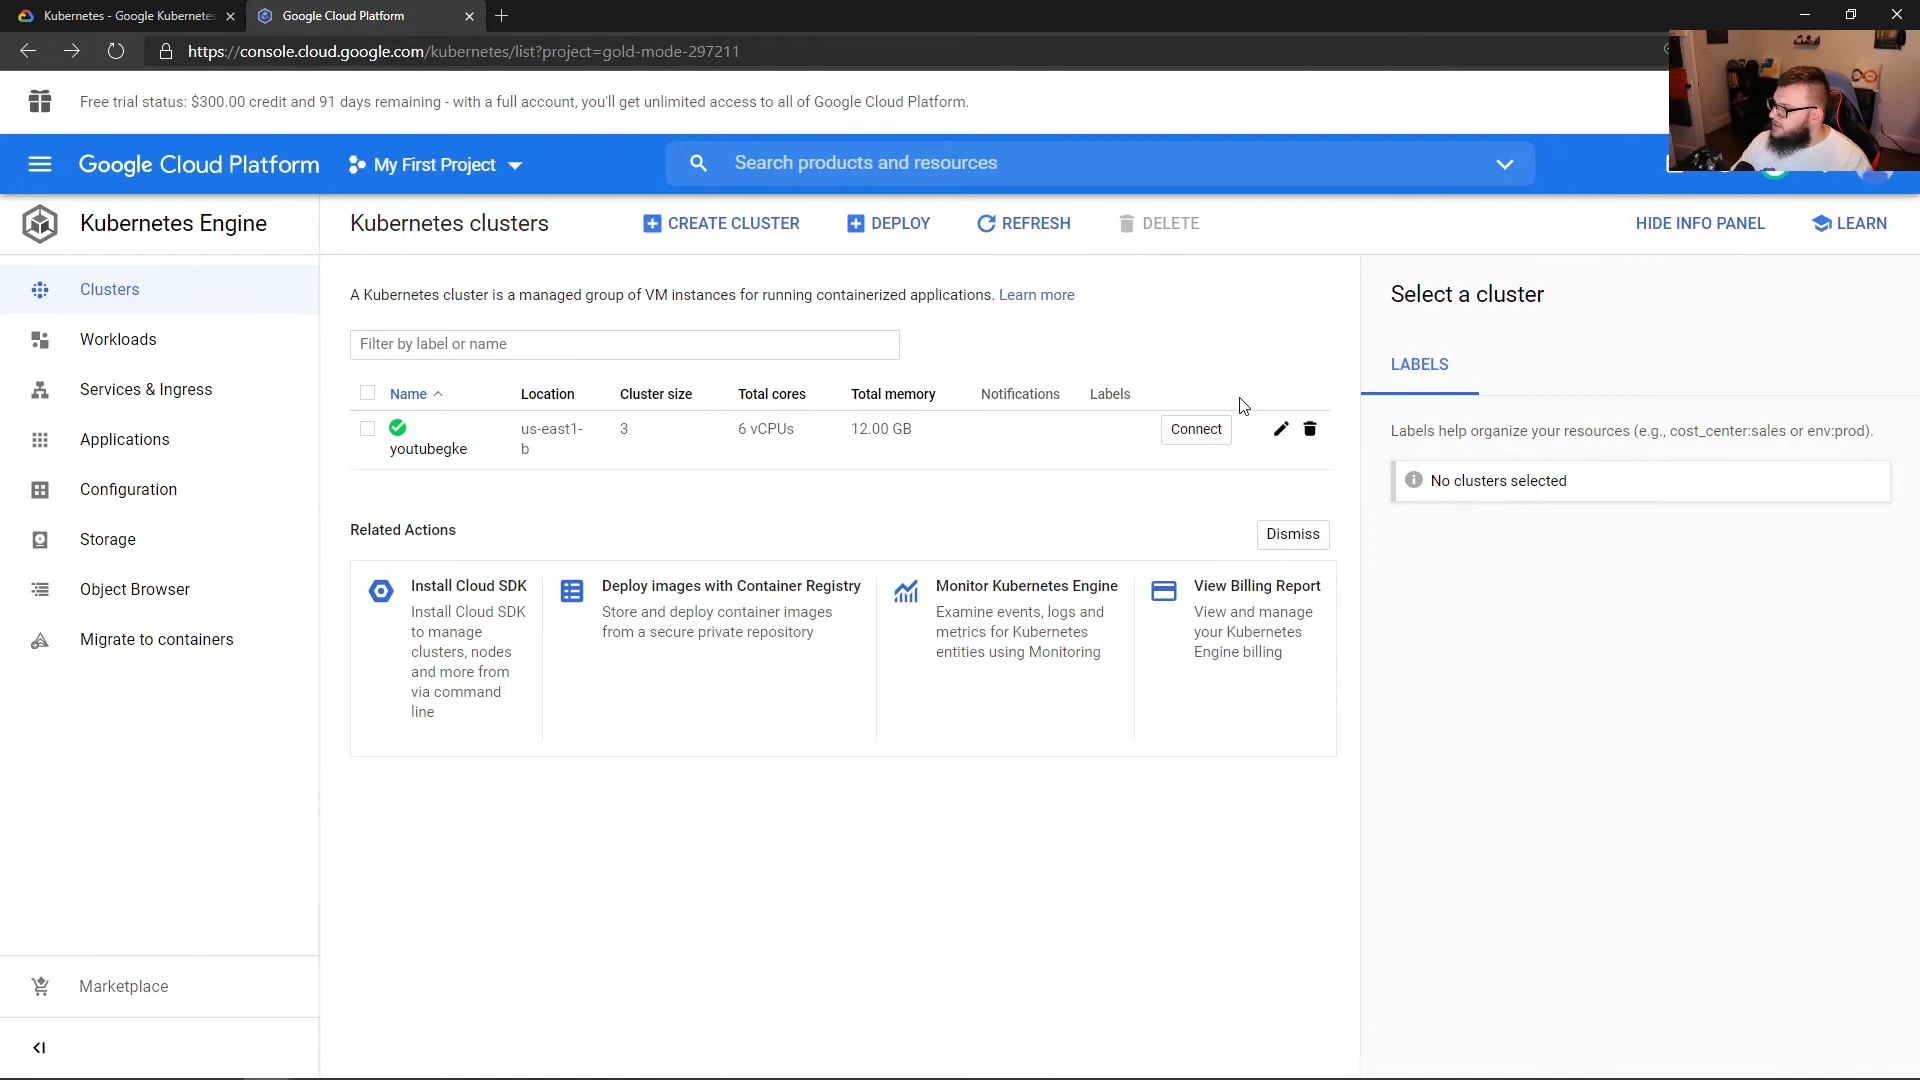 Kubernetes - Google Kubernetes
Google Cloud Platform
https://console.cloud.google.com/kubernetes/list?project=gold-mode-297211
Free trial status: $300.00 credit and 91 days remaining - with a full account, you'll get unlimited access to all of Google Cloud Platform.
Google Cloud Platform
My First Project
Search products and resources
Kubernetes Engine
Kubernetes clusters
CREATE CLUSTER
DEPLOY
REFRESH
DELETE
HIDE INFO PANEL
LEARN
Clusters
Workloads
Services & Ingress
Applications
Configuration
Storage
Object Browser
Migrate to containers
Marketplace
A Kubernetes cluster is a managed group of VM instances for running containerized applications. Learn more
Filter by label or name
Name Location Cluster size Total cores Total memory Notifications Labels
youtubegke
us-east1-
b
3
6 vCPUs
12.00 GB
Connect
Related Actions
Dismiss
Install Cloud SDK
Install Cloud SDK
to manage
clusters, nodes
and more from
via command
line
Deploy images with Container Registry
Store and deploy container images
from a secure private repository
Monitor Kubernetes Engine
Examine events, logs and
metrics for Kubernetes
entities using Monitoring
View Billing Report
View and manage
your Kubernetes
Engine billing
Select a cluster
LABELS
Labels help organize your resources (e.g., cost_center:sales or env:prod).
No clusters selected